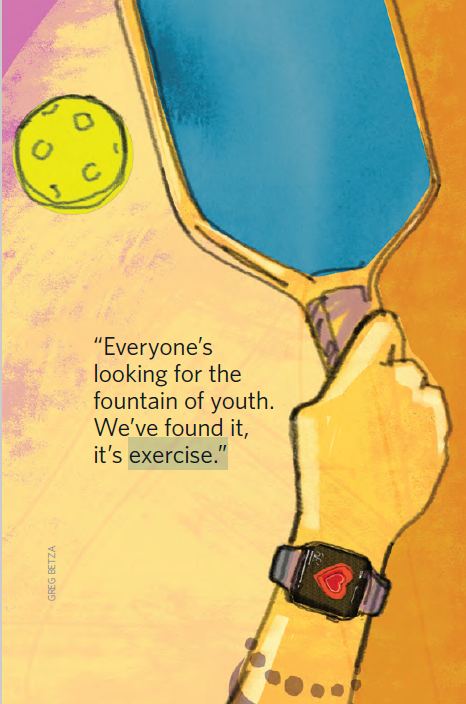 “Everyone’s
looking for the
fountain of youth.
We’ve found it,
it’s exercise.”
GREG BETZA